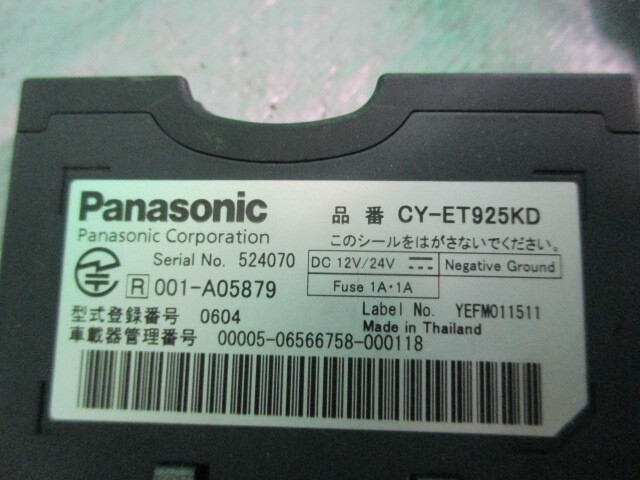 Panasonic 品番 CY-ET925KD
Panasonic Corporation このシールをはがさないでください。
Serial No. 524070 DC 12V/24V Negative Ground
R 001-A05879 Fuse 1A・1A
Label No. YEFM011511
型式登録番号 0604 Made in Thailand
車載器管理番号 00005-06566758-000118